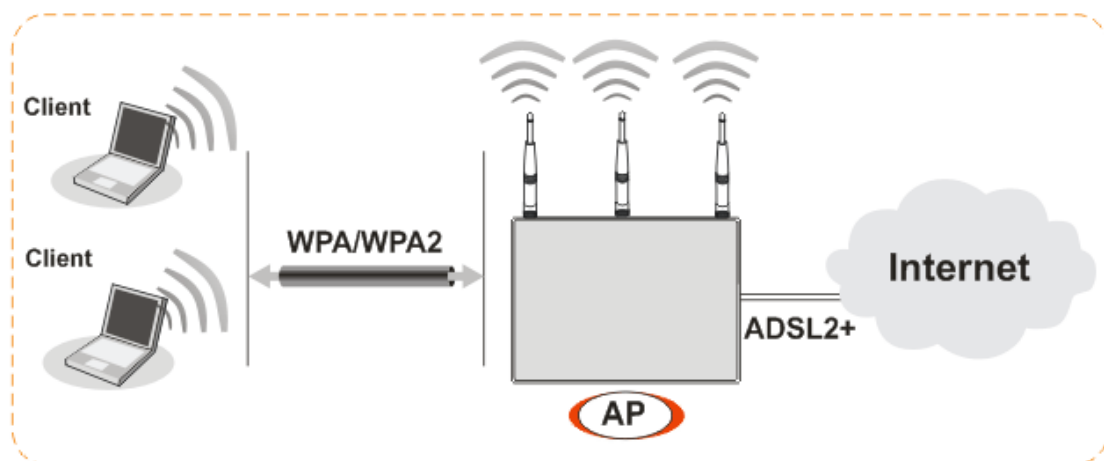 Client
Client
WPA/WPA2
Internet
ADSL2+
AP